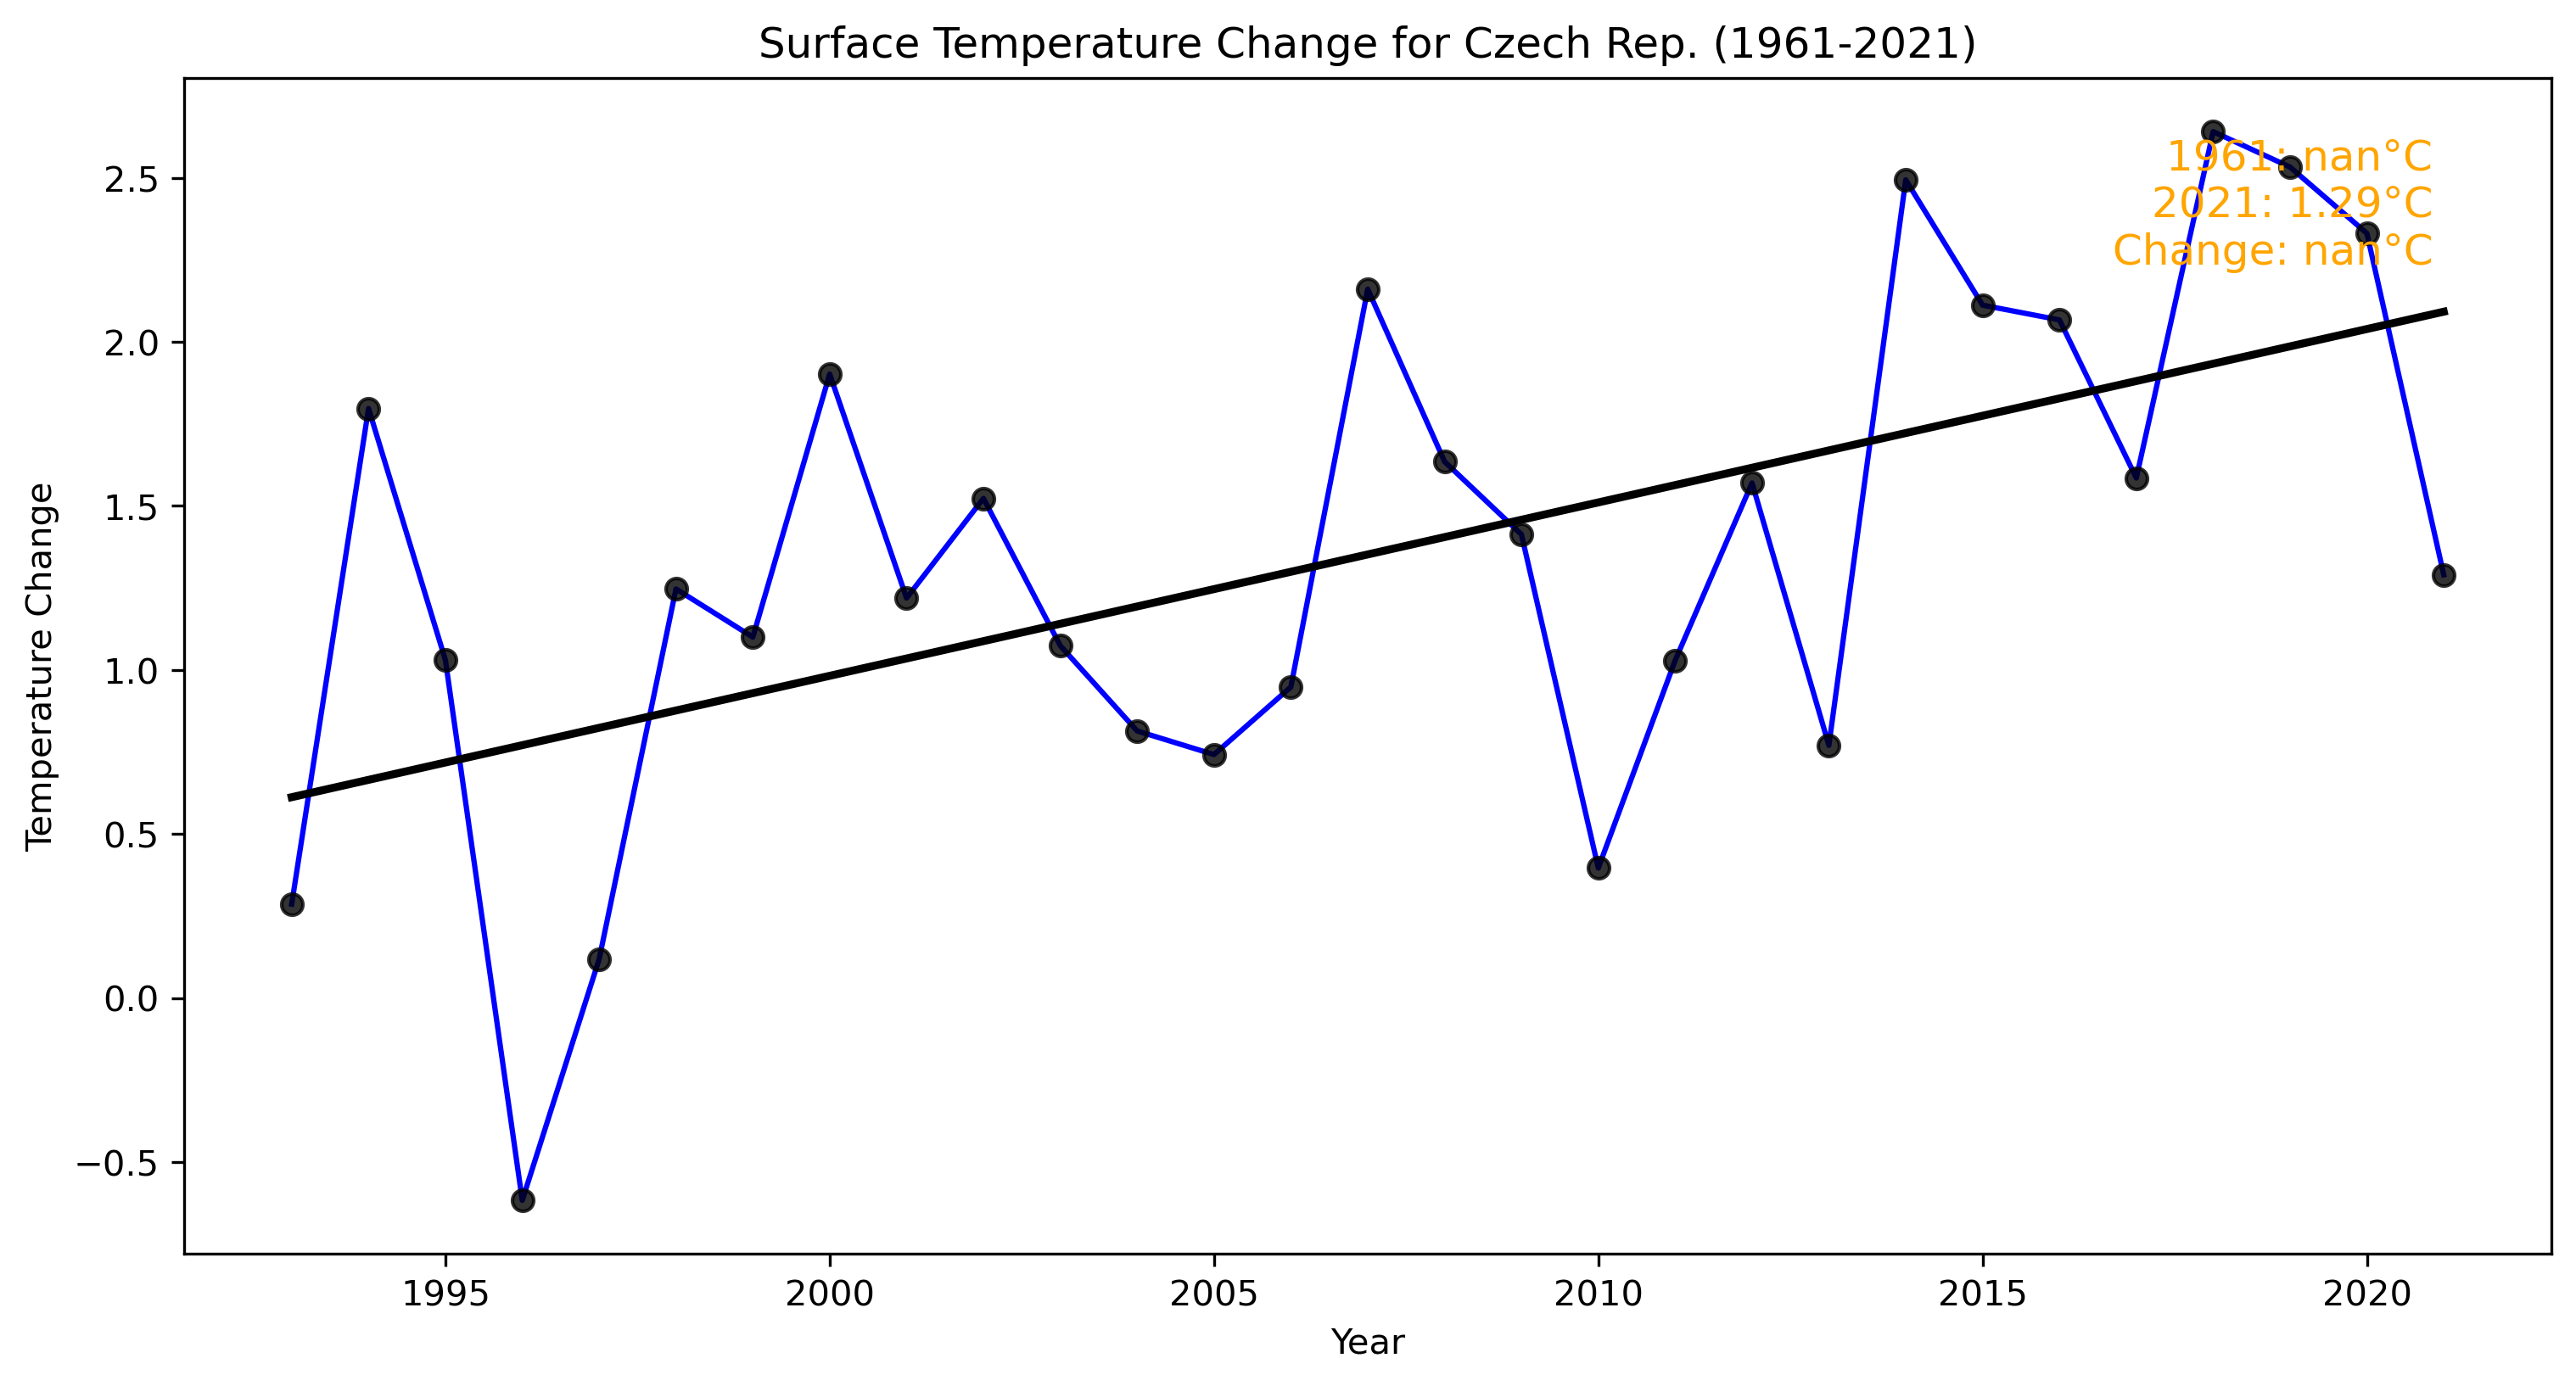 Surface Temperature Change for Czech Rep. (1961-2021)
1961: nan°C
2021: 1.29°C
Change: nan°C
Temperature Change
2.5
2.0
1.5
1.0
0.5
0.0
−0.5
1995 2000 2005 2010 2015 2020
Year